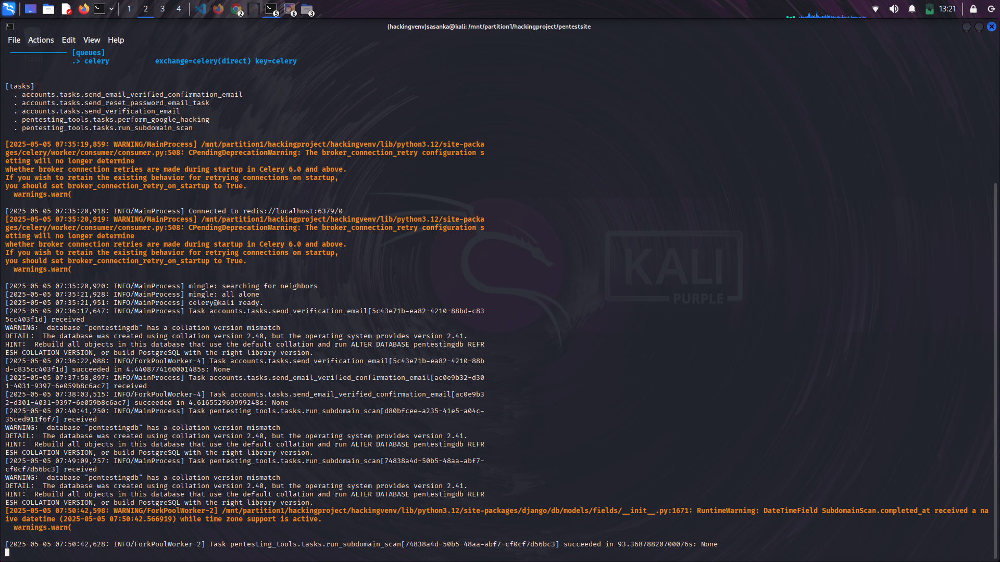 1 2 3 4
2 5 6 3
13:21
(hackingvenv)sasanka@kali: /mnt/partition1/hackingproject/pentestsite
File Actions Edit View Help
Trash
[queues]
.> celery exchange=celery(direct) key=celery
[tasks]
. accounts.tasks.send_email_verified_confirmation_email
. accounts.tasks.send_reset_password_email_task
. accounts.tasks.send_verification_email
. pentesting_tools.tasks.perform_google_hacking
. pentesting_tools.tasks.run_subdomain_scan
[2025-05-05 07:35:19,859: WARNING/MainProcess] /mnt/partition1/hackingproject/hackingvenv/lib/python3.12/site-packa
ges/celery/worker/consumer/consumer.py:508: CPendingDeprecationWarning: The broker_connection_retry configuration s
etting will no longer determine
whether broker connection retries are made during startup in Celery 6.0 and above.
If you wish to retain the existing behavior for retrying connections on startup,
you should set broker_connection_retry_on_startup to True.
warnings.warn(
[2025-05-05 07:35:20,918: INFO/MainProcess] Connected to redis://localhost:6379/0
[2025-05-05 07:35:20,919: WARNING/MainProcess] /mnt/partition1/hackingproject/hackingvenv/lib/python3.12/site-packa
ges/celery/worker/consumer/consumer.py:508: CPendingDeprecationWarning: The broker_connection_retry configuration s
etting will no longer determine
whether broker connection retries are made during startup in Celery 6.0 and above.
If you wish to retain the existing behavior for retrying connections on startup,
you should set broker_connection_retry_on_startup to True.
warnings.warn(
[2025-05-05 07:35:20,920: INFO/MainProcess] mingle: searching for neighbors
[2025-05-05 07:35:21,928: INFO/MainProcess] mingle: all alone
[2025-05-05 07:35:21,951: INFO/MainProcess] celery@kali ready.
[2025-05-05 07:36:17,647: INFO/MainProcess] Task accounts.tasks.send_verification_email[5c43e71b-ea82-4210-88bd-c83
5cc403f1d] received
WARNING:  database "pentestingdb" has a collation version mismatch
DETAIL:  The database was created using collation version 2.40, but the operating system provides version 2.41.
HINT:  Rebuild all objects in this database that use the default collation and run ALTER DATABASE pentestingdb REFR
ESH COLLATION VERSION, or build PostgreSQL with the right library version.
[2025-05-05 07:36:22,088: INFO/ForkPoolWorker-4] Task accounts.tasks.send_verification_email[5c43e71b-ea82-4210-88b
d-c835cc403f1d] succeeded in 4.4408774160001485s: None
[2025-05-05 07:37:58,897: INFO/MainProcess] Task accounts.tasks.send_email_verified_confirmation_email[ac0e9b32-d30
1-4031-9397-6e059b8c6ac7] received
[2025-05-05 07:38:03,515: INFO/ForkPoolWorker-4] Task accounts.tasks.send_email_verified_confirmation_email[ac0e9b3
2-d301-4031-9397-6e059b8c6ac7] succeeded in 4.616552969999248s: None
[2025-05-05 07:40:41,250: INFO/MainProcess] Task pentesting_tools.tasks.run_subdomain_scan[d80bfcee-a235-41e5-a04c-
35ced911f6f7] received
WARNING:  database "pentestingdb" has a collation version mismatch
DETAIL:  The database was created using collation version 2.40, but the operating system provides version 2.41.
HINT:  Rebuild all objects in this database that use the default collation and run ALTER DATABASE pentestingdb REFR
ESH COLLATION VERSION, or build PostgreSQL with the right library version.
[2025-05-05 07:49:09,257: INFO/MainProcess] Task pentesting_tools.tasks.run_subdomain_scan[74838a4d-50b5-48aa-abf7-
cf0cf7d56bc3] received
WARNING:  database "pentestingdb" has a collation version mismatch
DETAIL:  The database was created using collation version 2.40, but the operating system provides version 2.41.
HINT:  Rebuild all objects in this database that use the default collation and run ALTER DATABASE pentestingdb REFR
ESH COLLATION VERSION, or build PostgreSQL with the right library version.
[2025-05-05 07:50:42,598: WARNING/ForkPoolWorker-2] /mnt/partition1/hackingproject/hackingvenv/lib/python3.12/site-packages/django/db/models/fields/__init__.py:1671: RuntimeWarning: DateTimeField SubdomainScan.completed_at received a na
ive datetime (2025-05-05 07:50:42.566919) while time zone support is active.
warnings.warn(
[2025-05-05 07:50:42,628: INFO/ForkPoolWorker-2] Task pentesting_tools.tasks.run_subdomain_scan[74838a4d-50b5-48aa-abf7-cf0cf7d56bc3] succeeded in 93.36878820700076s: None
KALI
PURPLE